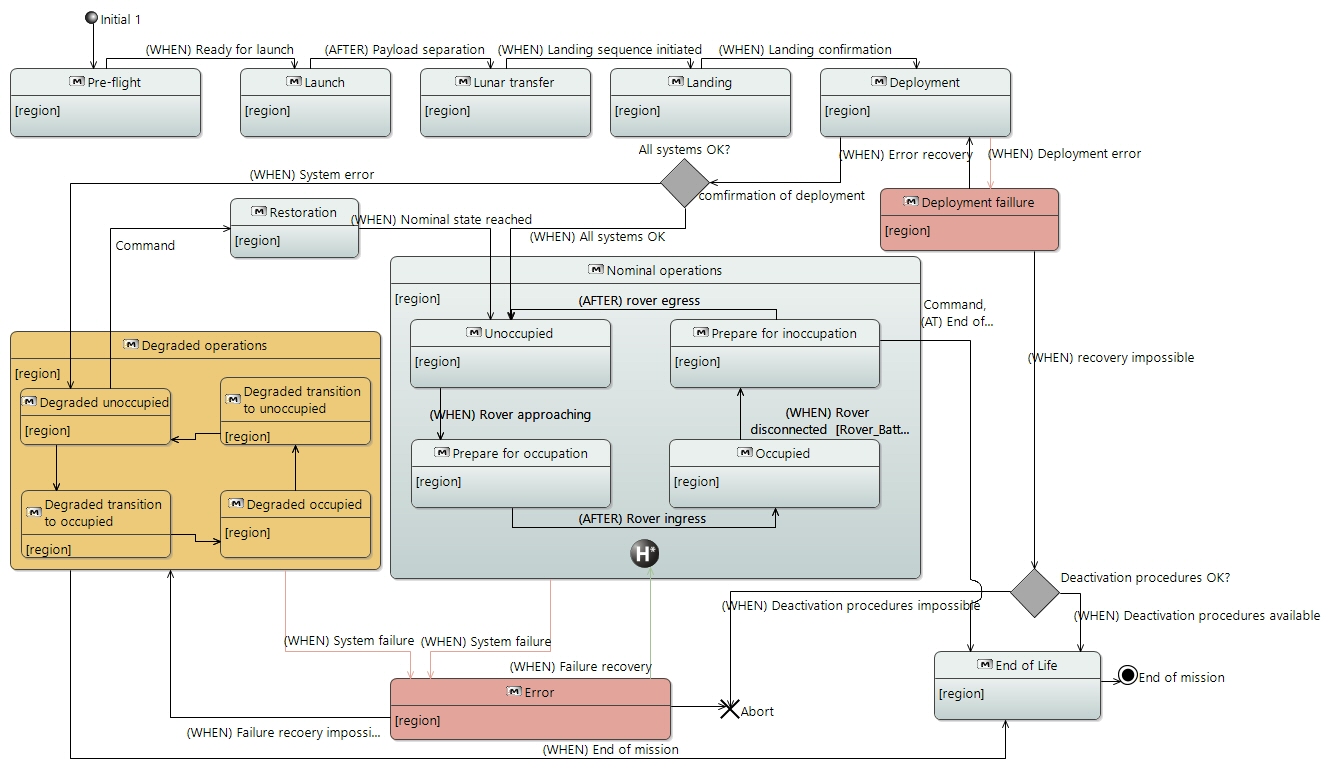 Initial 1
(WHEN) Ready for launch
(AFTER) Payload separation
(WHEN) Landing sequence initiated
(WHEN) Landing confirmation
M Pre-flight
[region]
M Launch
[region]
M Lunar transfer
[region]
M Landing
[region]
M Deployment
[region]
All systems OK?
(WHEN) Error recovery
(WHEN) Deployment error
(WHEN) System error
comfirmation of deployment
M Deployment faillure
[region]
M Restoration
[region]
(WHEN) Nominal state reached
(WHEN) All systems OK
Command
M Nominal operations
[region]
(AFTER) rover egress
Command,
(AT) End of...
M Unoccupied
[region]
M Prepare for inoccupation
[region]
(WHEN) recovery impossible
M Degraded operations
[region]
M Degraded unoccupied
[region]
M Degraded transition
to unoccupied
[region]
(WHEN) Rover approaching
(WHEN) Rover
disconnected [Rover_Batt...
M Prepare for occupation
[region]
M Occupied
[region]
M Degraded transition
to occupied
[region]
M Degraded occupied
[region]
(AFTER) Rover ingress
H*
Deactivation procedures OK?
(WHEN) Deactivation procedures impossible
(WHEN) Deactivation procedures available
(WHEN) System failure
(WHEN) System failure
(WHEN) Failure recovery
M End of Life
[region]
End of mission
M Error
[region]
Abort
(WHEN) Failure recoery impossi...
(WHEN) End of mission